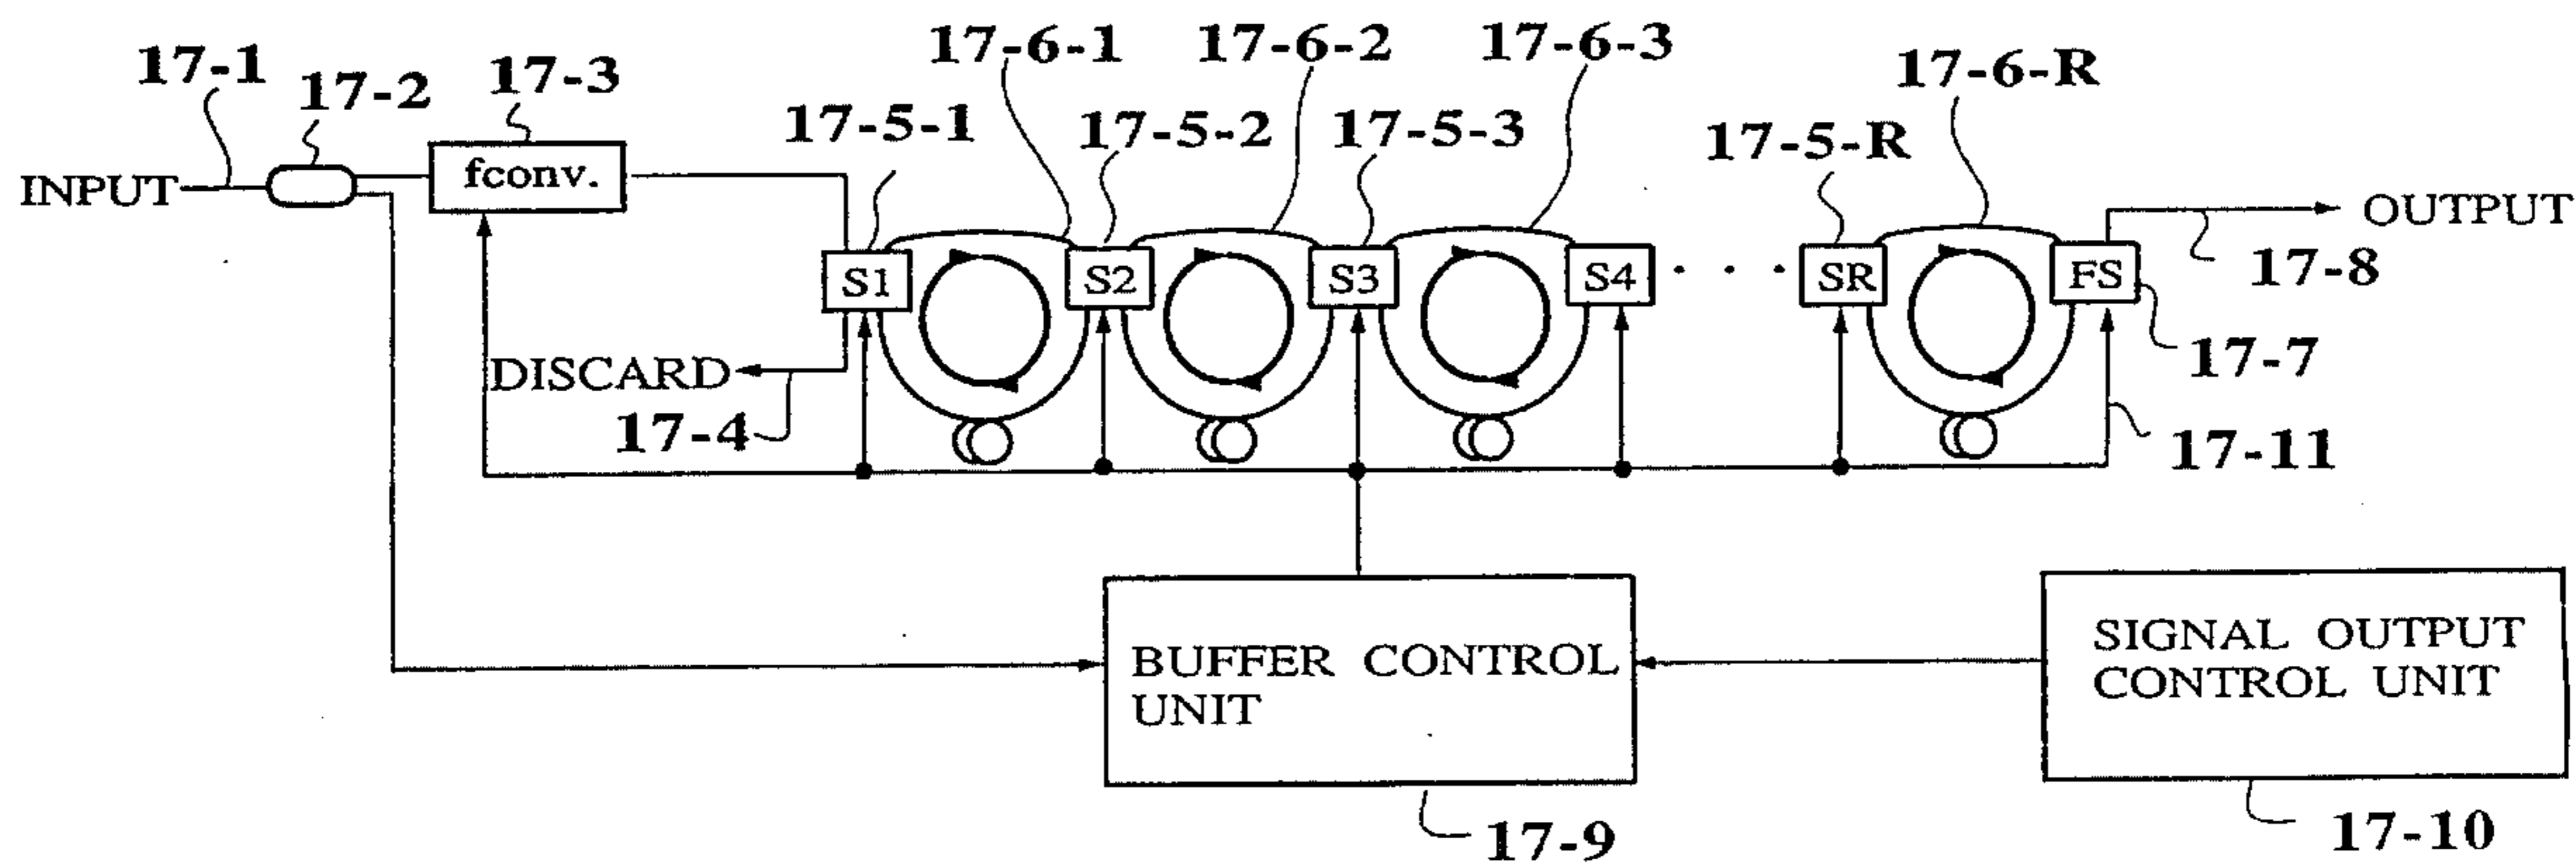 17-1
17-2
17-3
17-6-1
17-6-2
17-6-3
17-6-R
17-5-1
17-5-2
17-5-3
17-5-R
INPUT
fconv.
OUTPUT
S1
S2
S3
S4
SR
FS
17-8
DISCARD
17-7
17-4
17-11
BUFFER CONTROL
UNIT
SIGNAL OUTPUT
CONTROL UNIT
17-9
17-10